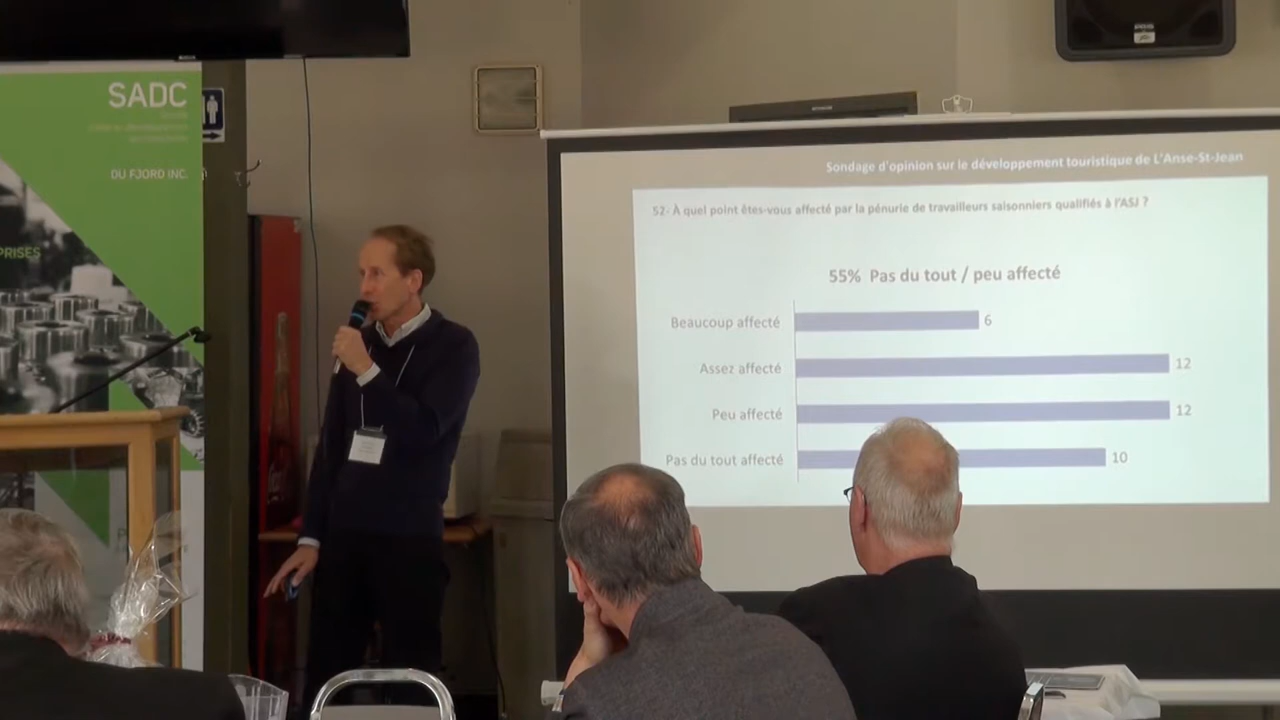 SADC
DU FJORD INC.
PRISES
Sondage d'opinion sur le développement touristique de L'Anse-St-Jean
52- À quel point êtes-vous affecté par la pénurie de travailleurs saisonniers qualifiés à l'ASJ ?
55% Pas du tout / peu affecté
Beaucoup affecté 6
Assez affecté 12
Peu affecté 12
Pas du tout affecté 10